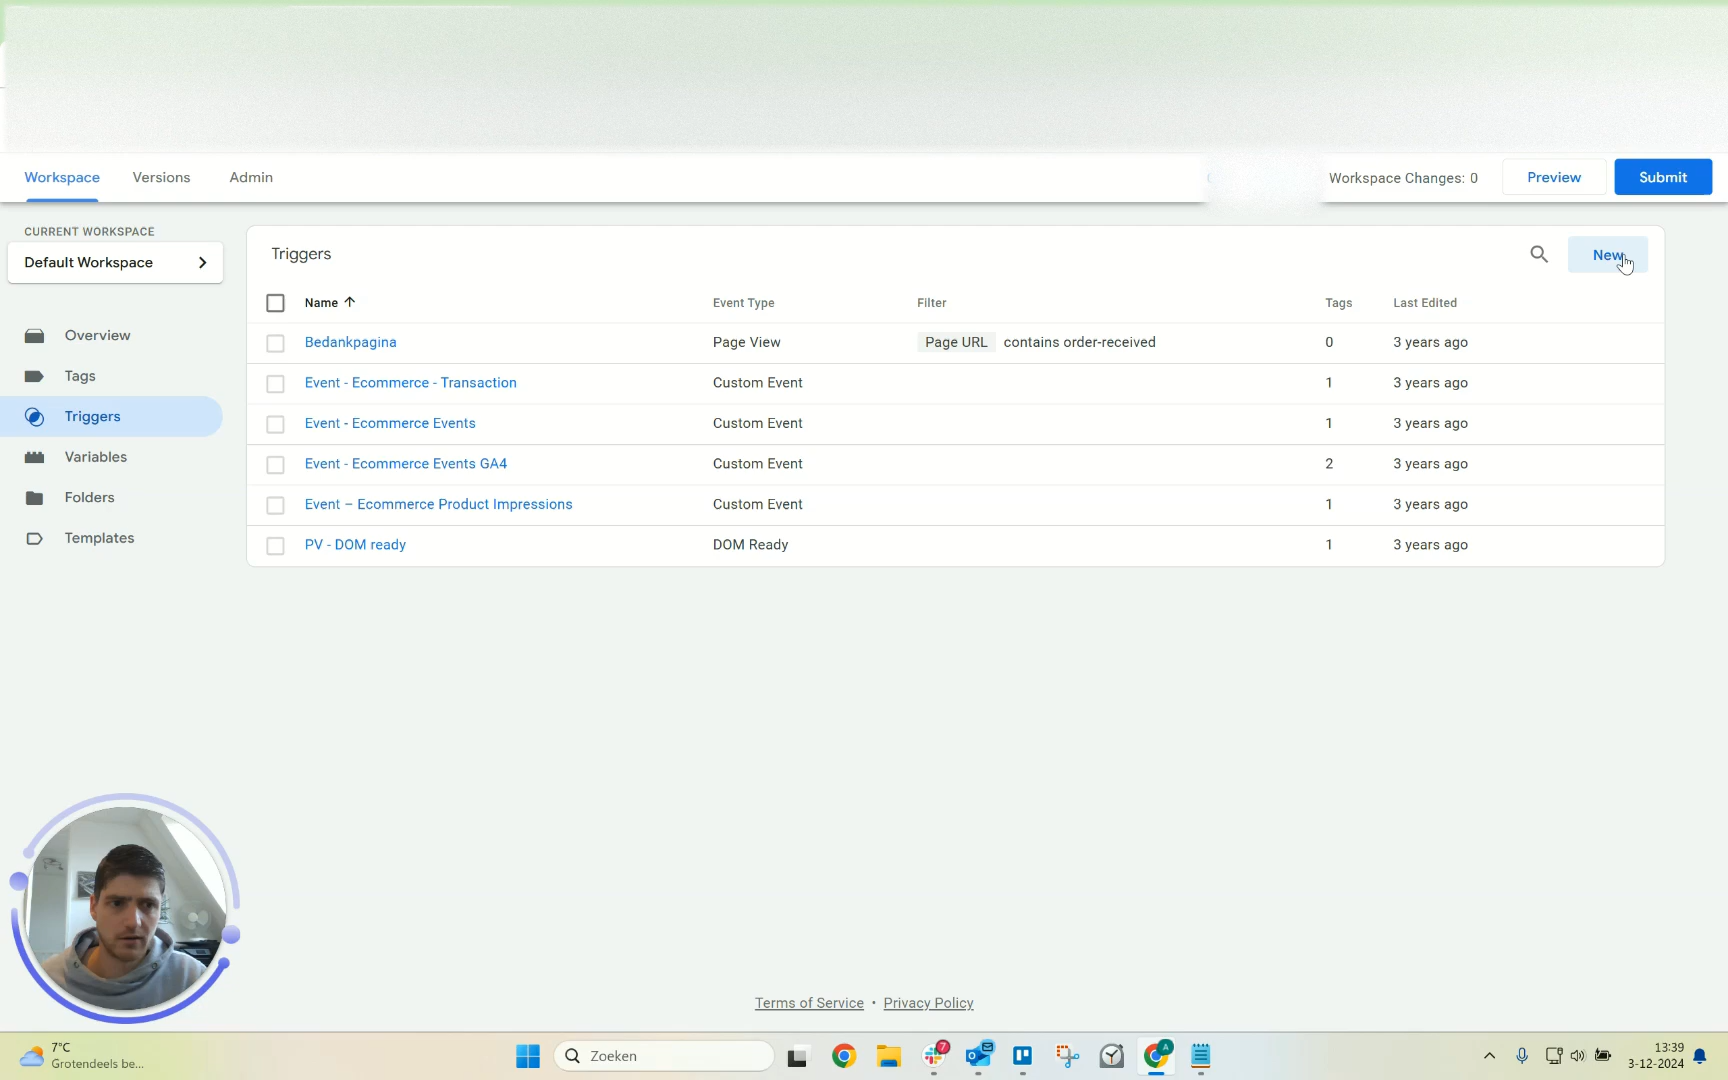 Workspace
Versions
Admin
Workspace Changes: 0
Preview
Submit
CURRENT WORKSPACE
Default Workspace
Overview
Tags
Triggers
Variables
Folders
Templates
Triggers
New
Name Event Type Filter Tags Last Edited
Bedankpagina Page View Page URL contains order-received 0 3 years ago
Event - Ecommerce - Transaction Custom Event 1 3 years ago
Event - Ecommerce Events Custom Event 1 3 years ago
Event - Ecommerce Events GA4 Custom Event 2 3 years ago
Event – Ecommerce Product Impressions Custom Event 1 3 years ago
PV - DOM ready DOM Ready 1 3 years ago
Terms of Service • Privacy Policy
7°C
Grotendeels be...
Zoeken
7
A
13:39
3-12-2024